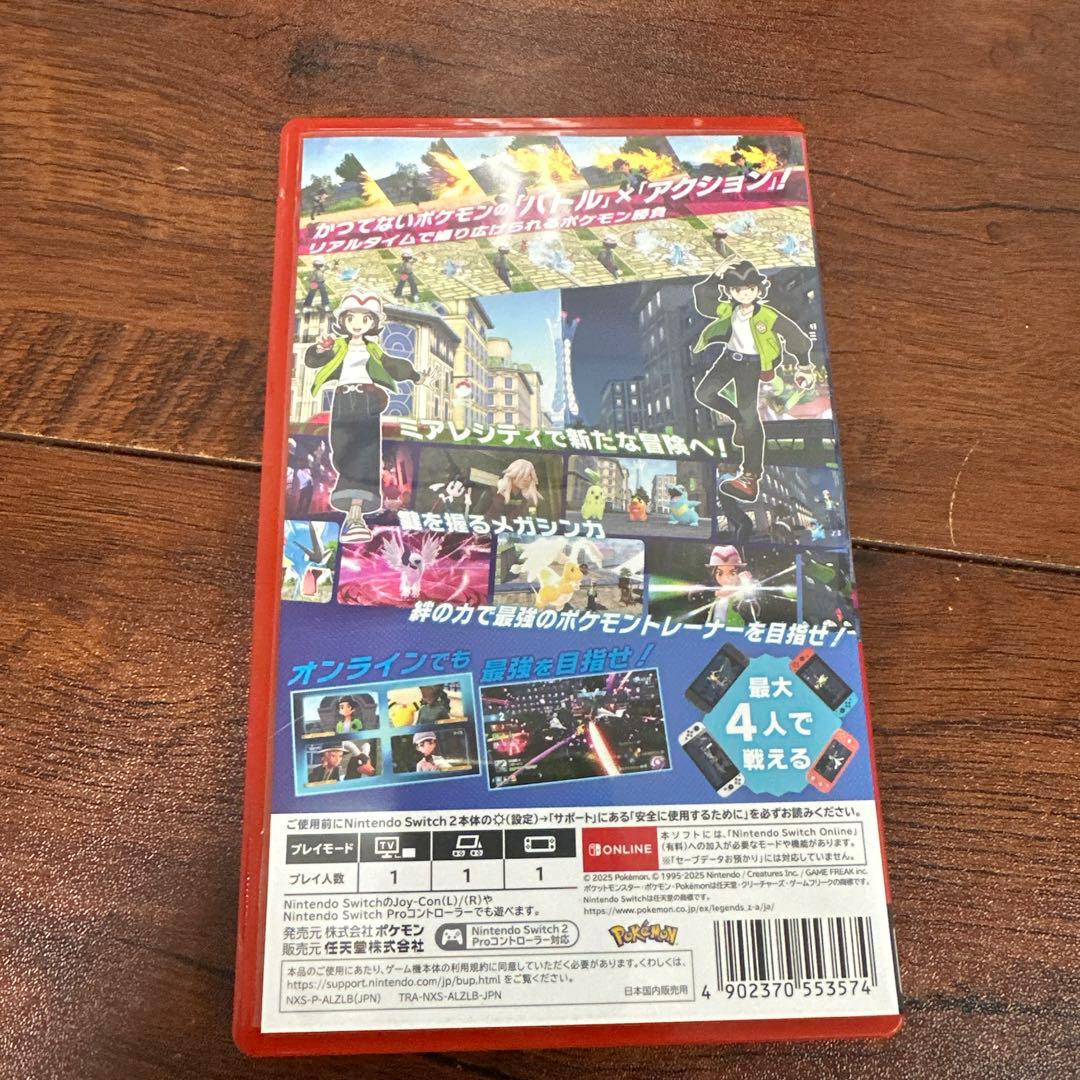 かつてないポケモンの「バトル」×「アクション」!
リアルタイムで繰り広げられるポケモン勝負
ミアレシティで新たな冒険へ!
鍵を握るメガシンカ
絆の力で最強のポケモントレーナーを目指せ!
オンラインでも 最強を目指せ!
最大
4人で
戦える
ご使用前にNintendo Switch 2本体の(設定)→「サポート」にある「安全に使用するために」を必ずお読みください。
プレイモード TV
プレイ人数 1 1 1
ONLINE
本ソフトには、「Nintendo Switch Online」
(有料)への加入が必要なモードや機能があります。
※「セーブデータお預かり」には対応していません。
© 2025 Pokémon. © 1995-2025 Nintendo / Creatures Inc. / GAME FREAK inc.
ポケットモンスター・ポケモン・Pokémonは任天堂・クリーチャーズ・ゲームフリークの商標です。
Nintendo Switchは任天堂の商標です。
https://www.pokemon.co.jp/ex/legends_z-a/ja/
Nintendo SwitchのJoy-Con(L)/(R)や
Nintendo Switch Proコントローラーでも遊べます。
発売元 株式会社ポケモン
販売元 任天堂株式会社
Nintendo Switch 2
Proコントローラー対応
POKÉMON
本品のご使用にあたり、ゲーム機本体の利用規約に同意していただく必要があります。くわしくは、
https://support.nintendo.com/jp/bup.html をご覧ください。
NXS-P-ALZLB(JPN) TRA-NXS-ALZLB-JPN
日本国内販売用
4 902370 553574